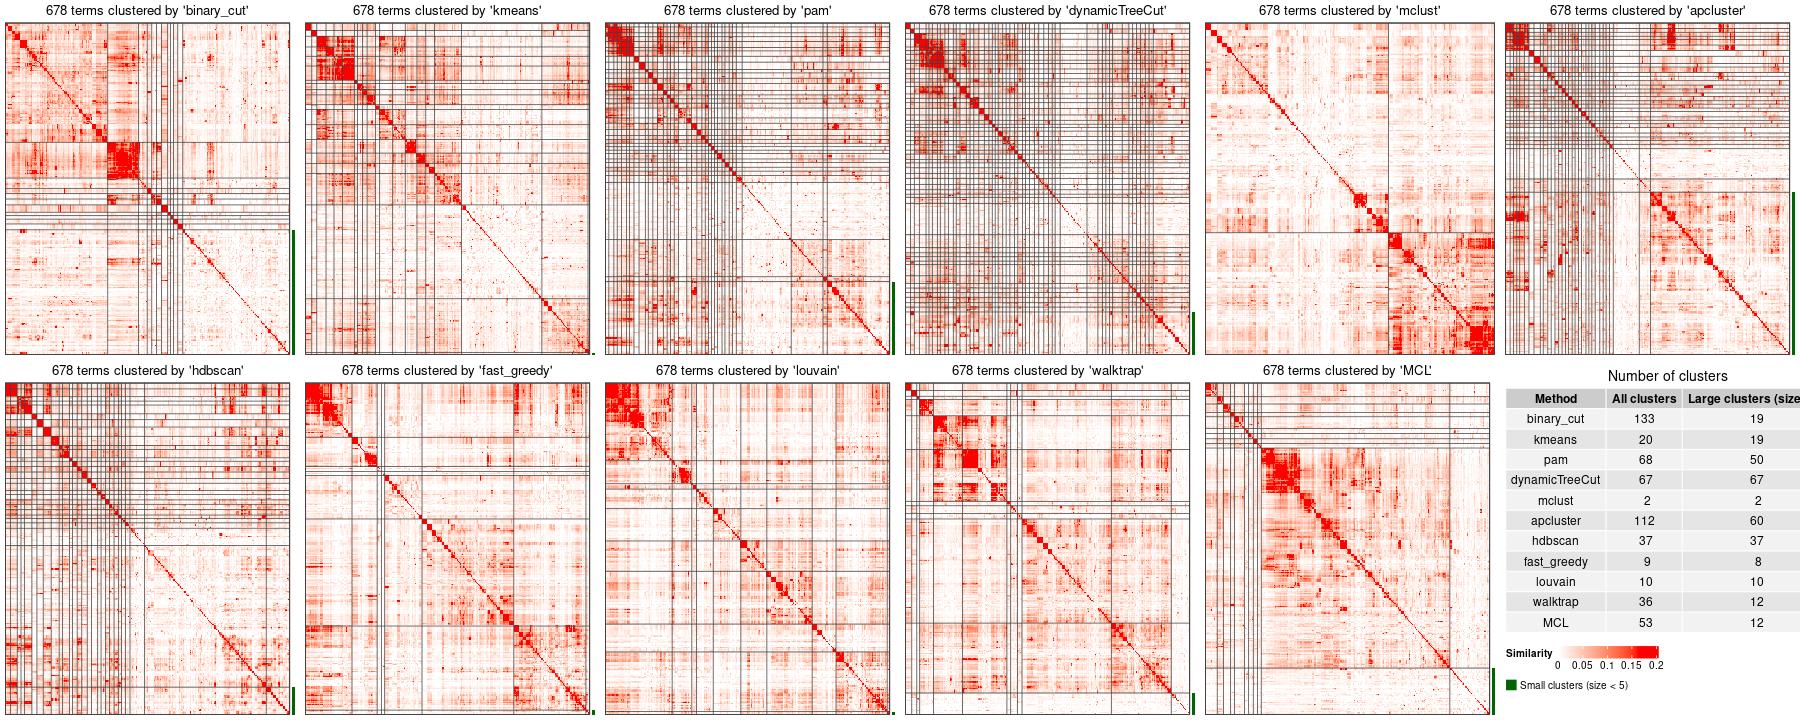 678 terms clustered by 'binary_cut'
678 terms clustered by 'kmeans'
678 terms clustered by 'pam'
678 terms clustered by 'dynamicTreeCut'
678 terms clustered by 'mclust'
678 terms clustered by 'apcluster'
678 terms clustered by 'hdbscan'
678 terms clustered by 'fast_greedy'
678 terms clustered by 'louvain'
678 terms clustered by 'walktrap'
678 terms clustered by 'MCL'
Number of clusters
Method All clusters Large clusters (size
binary_cut 133 19
kmeans 20 19
pam 68 50
dynamicTreeCut 67 67
mclust 2 2
apcluster 112 60
hdbscan 37 37
fast_greedy 9 8
louvain 10 10
walktrap 36 12
MCL 53 12
Similarity
0 0.05 0.1 0.15 0.2
Small clusters (size < 5)